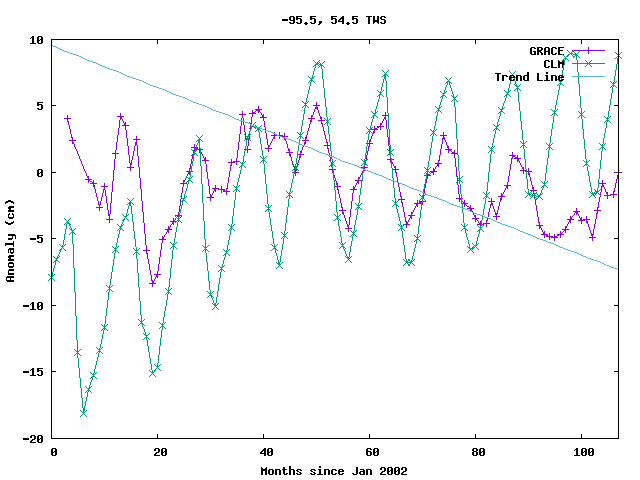 -95.5, 54.5 TWS
GRACE
CLM
Trend Line
10
5
0
-5
-10
-15
-20
Anomaly (cm)
0 20 40 60 80 100
Months since Jan 2002